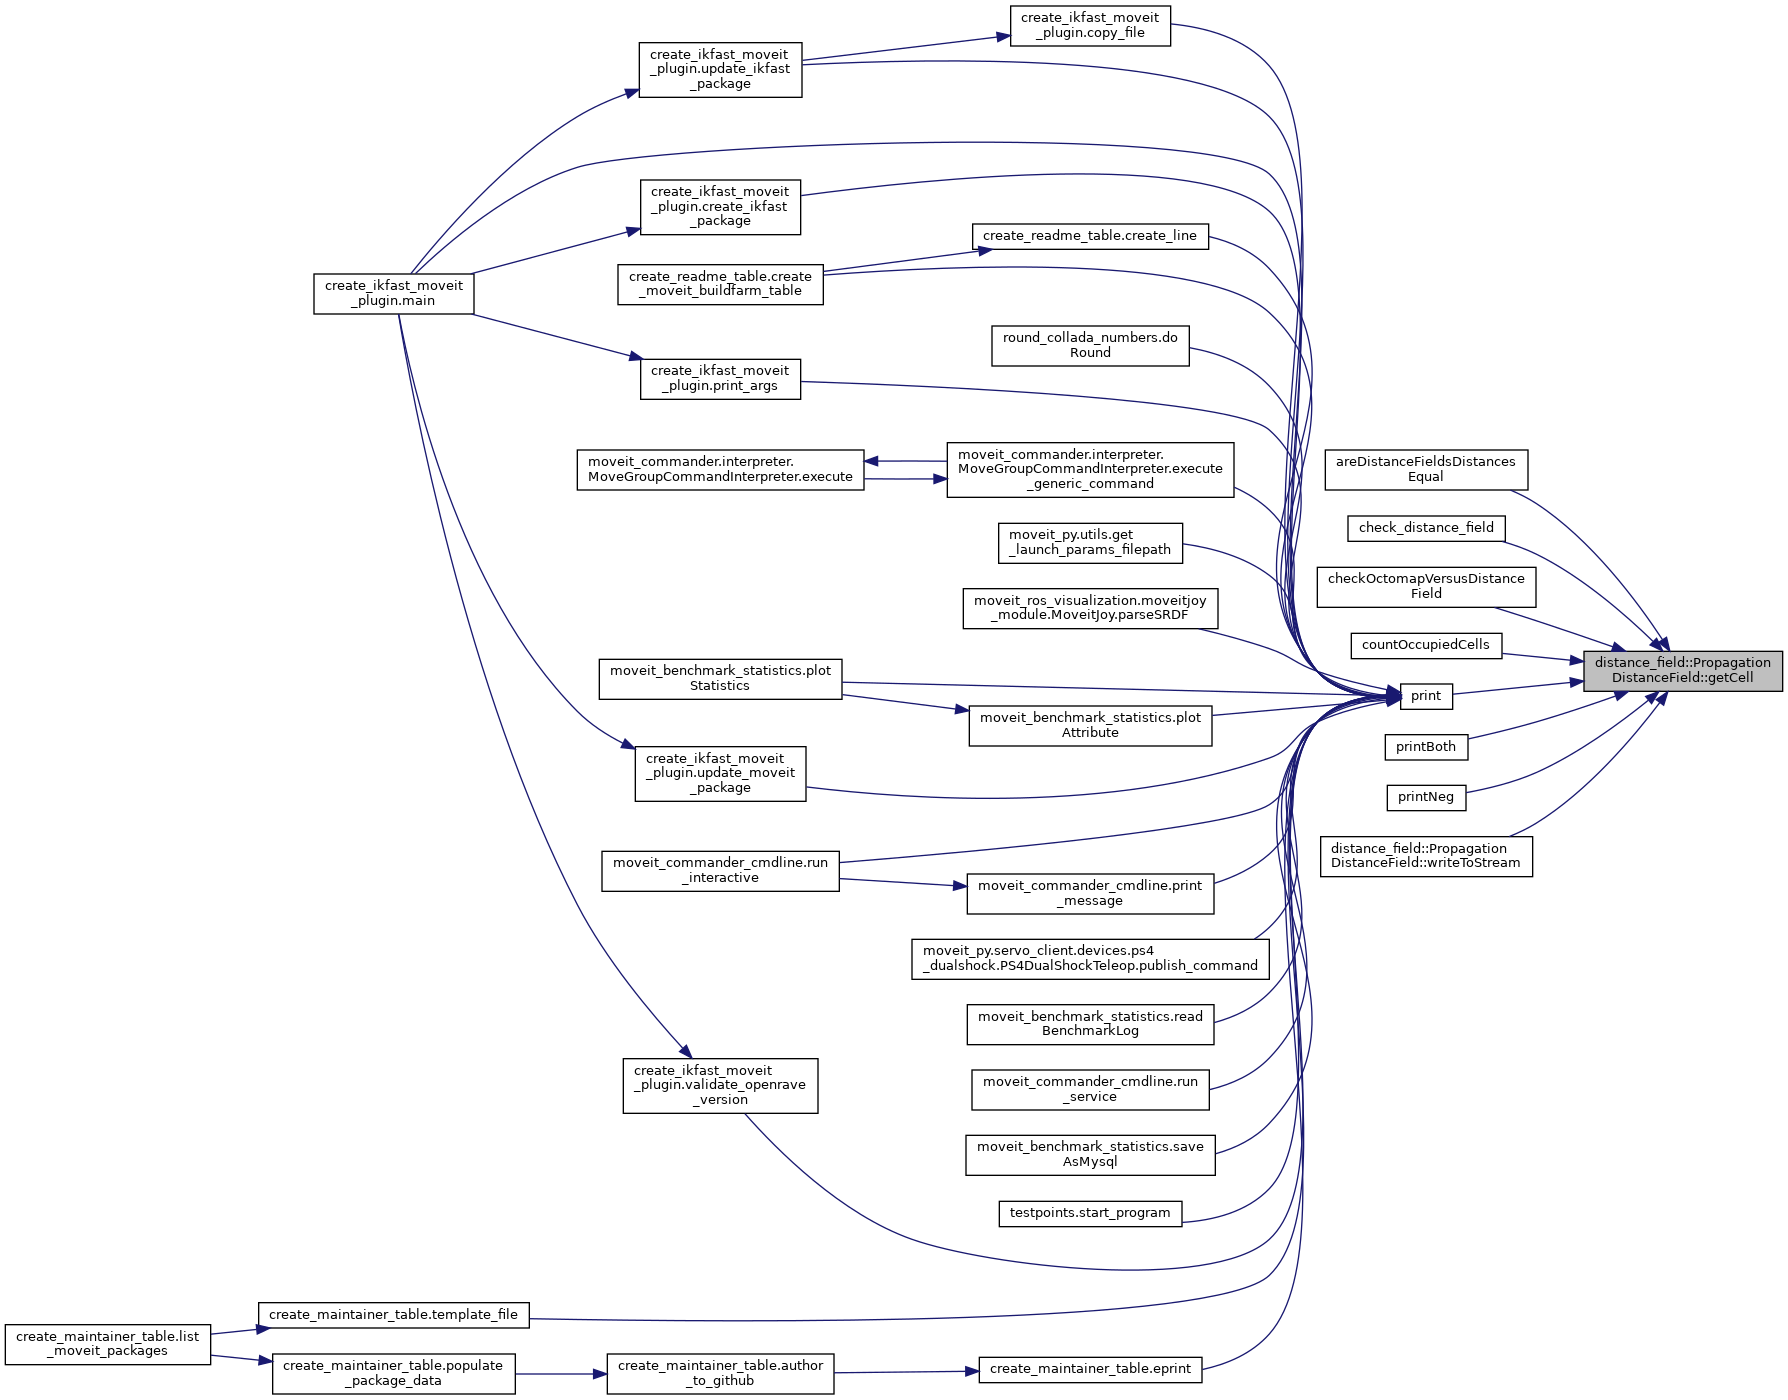 create_ikfast_moveit
_plugin.copy_file
create_ikfast_moveit
_plugin.update_ikfast
_package
create_ikfast_moveit
_plugin.create_ikfast
_package
create_readme_table.create_line
create_readme_table.create
_moveit_buildfarm_table
create_ikfast_moveit
_plugin.main
round_collada_numbers.do
Round
create_ikfast_moveit
_plugin.print_args
moveit_commander.interpreter.
MoveGroupCommandInterpreter.execute
moveit_commander.interpreter.
MoveGroupCommandInterpreter.execute
_generic_command
areDistanceFieldsDistances
Equal
check_distance_field
moveit_py.utils.get
_launch_params_filepath
checkOctomapVersusDistance
Field
moveit_ros_visualization.moveitjoy
_module.MoveitJoy.parseSRDF
countOccupiedCells
distance_field::Propagation
DistanceField::getCell
moveit_benchmark_statistics.plot
Statistics
print
moveit_benchmark_statistics.plot
Attribute
printBoth
create_ikfast_moveit
_plugin.update_moveit
_package
printNeg
distance_field::Propagation
DistanceField::writeToStream
moveit_commander_cmdline.run
_interactive
moveit_commander_cmdline.print
_message
moveit_py.servo_client.devices.ps4
_dualshock.PS4DualShockTeleop.publish_command
moveit_benchmark_statistics.read
BenchmarkLog
create_ikfast_moveit
_plugin.validate_openrave
_version
moveit_commander_cmdline.run
_service
moveit_benchmark_statistics.save
AsMysql
testpoints.start_program
create_maintainer_table.template_file
create_maintainer_table.list
_moveit_packages
create_maintainer_table.populate
_package_data
create_maintainer_table.author
_to_github
create_maintainer_table.eprint